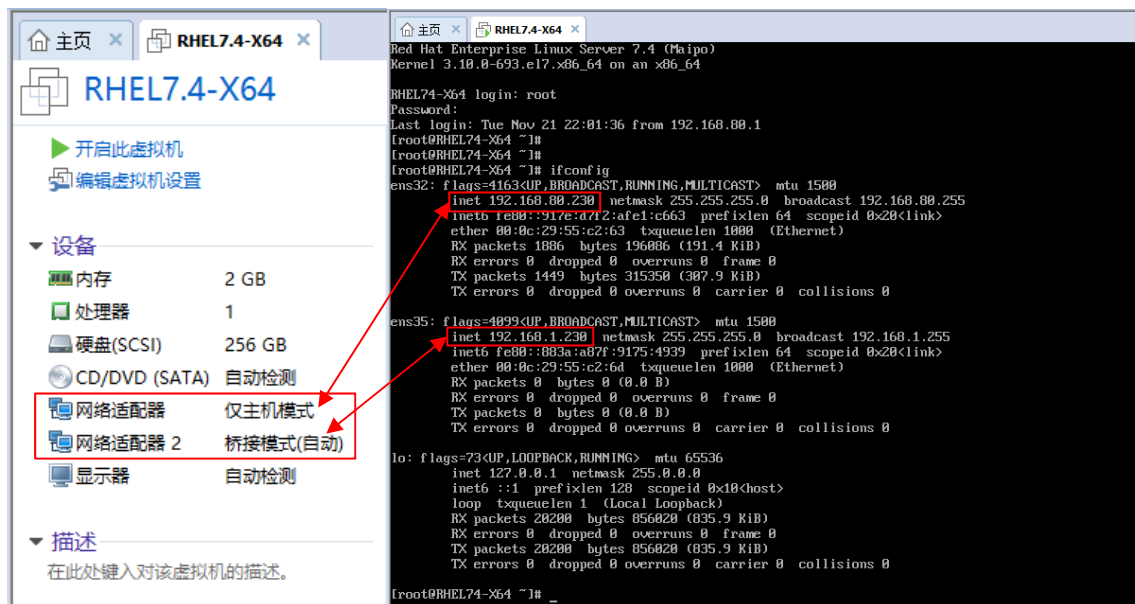 主页
RHEL7.4-X64
RHEL7.4-X64
开启此虚拟机
编辑虚拟机设置
设备
内存 2 GB
处理器 1
硬盘(SCSI) 256 GB
CD/DVD (SATA) 自动检测
网络适配器 仅主机模式
网络适配器 2 桥接模式(自动)
显示器 自动检测
描述
在此处键入对该虚拟机的描述。
主页
RHEL7.4-X64
Red Hat Enterprise Linux Server 7.4 (Maipo)
Kernel 3.10.0-693.el7.x86_64 on an x86_64
RHEL74-X64 login: root
Password:
Last login: Tue Nov 21 22:01:36 from 192.168.80.1
[root@RHEL74-X64 ~]#
[root@RHEL74-X64 ~]#
[root@RHEL74-X64 ~]# ifconfig
ens32: flags=4163<UP,BROADCAST,RUNNING,MULTICAST> mtu 1500
inet 192.168.80.230 netmask 255.255.255.0 broadcast 192.168.80.255
inet6 fe80::917e:d7f2:afe1:c663 prefixlen 64 scopeid 0x20<link>
ether 00:0c:29:55:c2:63 txqueuelen 1000 (Ethernet)
RX packets 1886 bytes 196086 (191.4 KiB)
RX errors 0 dropped 0 overruns 0 frame 0
TX packets 1449 bytes 315350 (307.9 KiB)
TX errors 0 dropped 0 overruns 0 carrier 0 collisions 0
ens35: flags=4099<UP,BROADCAST,MULTICAST> mtu 1500
inet 192.168.1.230 netmask 255.255.255.0 broadcast 192.168.1.255
inet6 fe80::883a:a87f:9175:4939 prefixlen 64 scopeid 0x20<link>
ether 00:0c:29:55:c2:6d txqueuelen 1000 (Ethernet)
RX packets 0 bytes 0 (0.0 B)
RX errors 0 dropped 0 overruns 0 frame 0
TX packets 0 bytes 0 (0.0 B)
TX errors 0 dropped 0 overruns 0 carrier 0 collisions 0
lo: flags=73<UP,LOOPBACK,RUNNING> mtu 65536
inet 127.0.0.1 netmask 255.0.0.0
inet6 ::1 prefixlen 128 scopeid 0x10<host>
loop txqueuelen 1 (Local Loopback)
RX packets 20200 bytes 856020 (835.9 KiB)
RX errors 0 dropped 0 overruns 0 frame 0
TX packets 20200 bytes 856020 (835.9 KiB)
TX errors 0 dropped 0 overruns 0 carrier 0 collisions 0
[root@RHEL74-X64 ~]# _